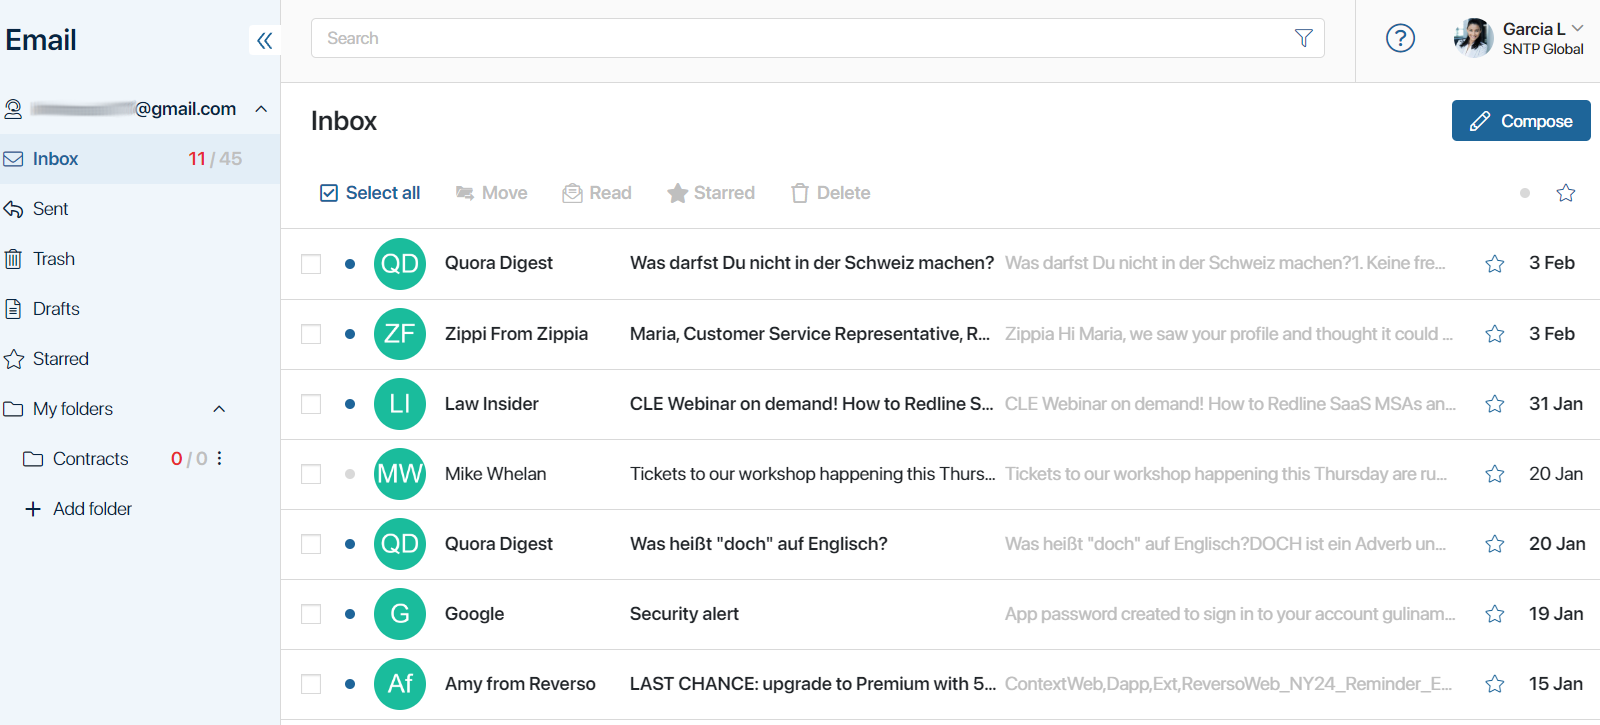 Email
Search
?
Garcia L
SNTP Global
@gmail.com
Inbox 11 / 45
Sent
Trash
Drafts
Starred
My folders
Contracts 0 / 0
Add folder
Inbox
Compose
Select all Move Read Starred Delete
QD Quora Digest Was darfst Du nicht in der Schweiz machen? Was darfst Du nicht in der Schweiz machen?1. Keine fre... 3 Feb
ZF Zippi From Zippia Maria, Customer Service Representative, R... Zippia Hi Maria, we saw your profile and thought it could ... 3 Feb
LI Law Insider CLE Webinar on demand! How to Redline S... CLE Webinar on demand! How to Redline SaaS MSAs an... 31 Jan
MW Mike Whelan Tickets to our workshop happening this Thurs... Tickets to our workshop happening this Thursday are ru... 20 Jan
QD Quora Digest Was heißt "doch" auf Englisch? Was heißt "doch" auf Englisch?DOCH ist ein Adverb un... 20 Jan
G Google Security alert App password created to sign in to your account gulinam... 19 Jan
Af Amy from Reverso LAST CHANCE: upgrade to Premium with 5... ContextWeb,Dapp,Ext,ReversoWeb_NY24_Reminder_E... 15 Jan